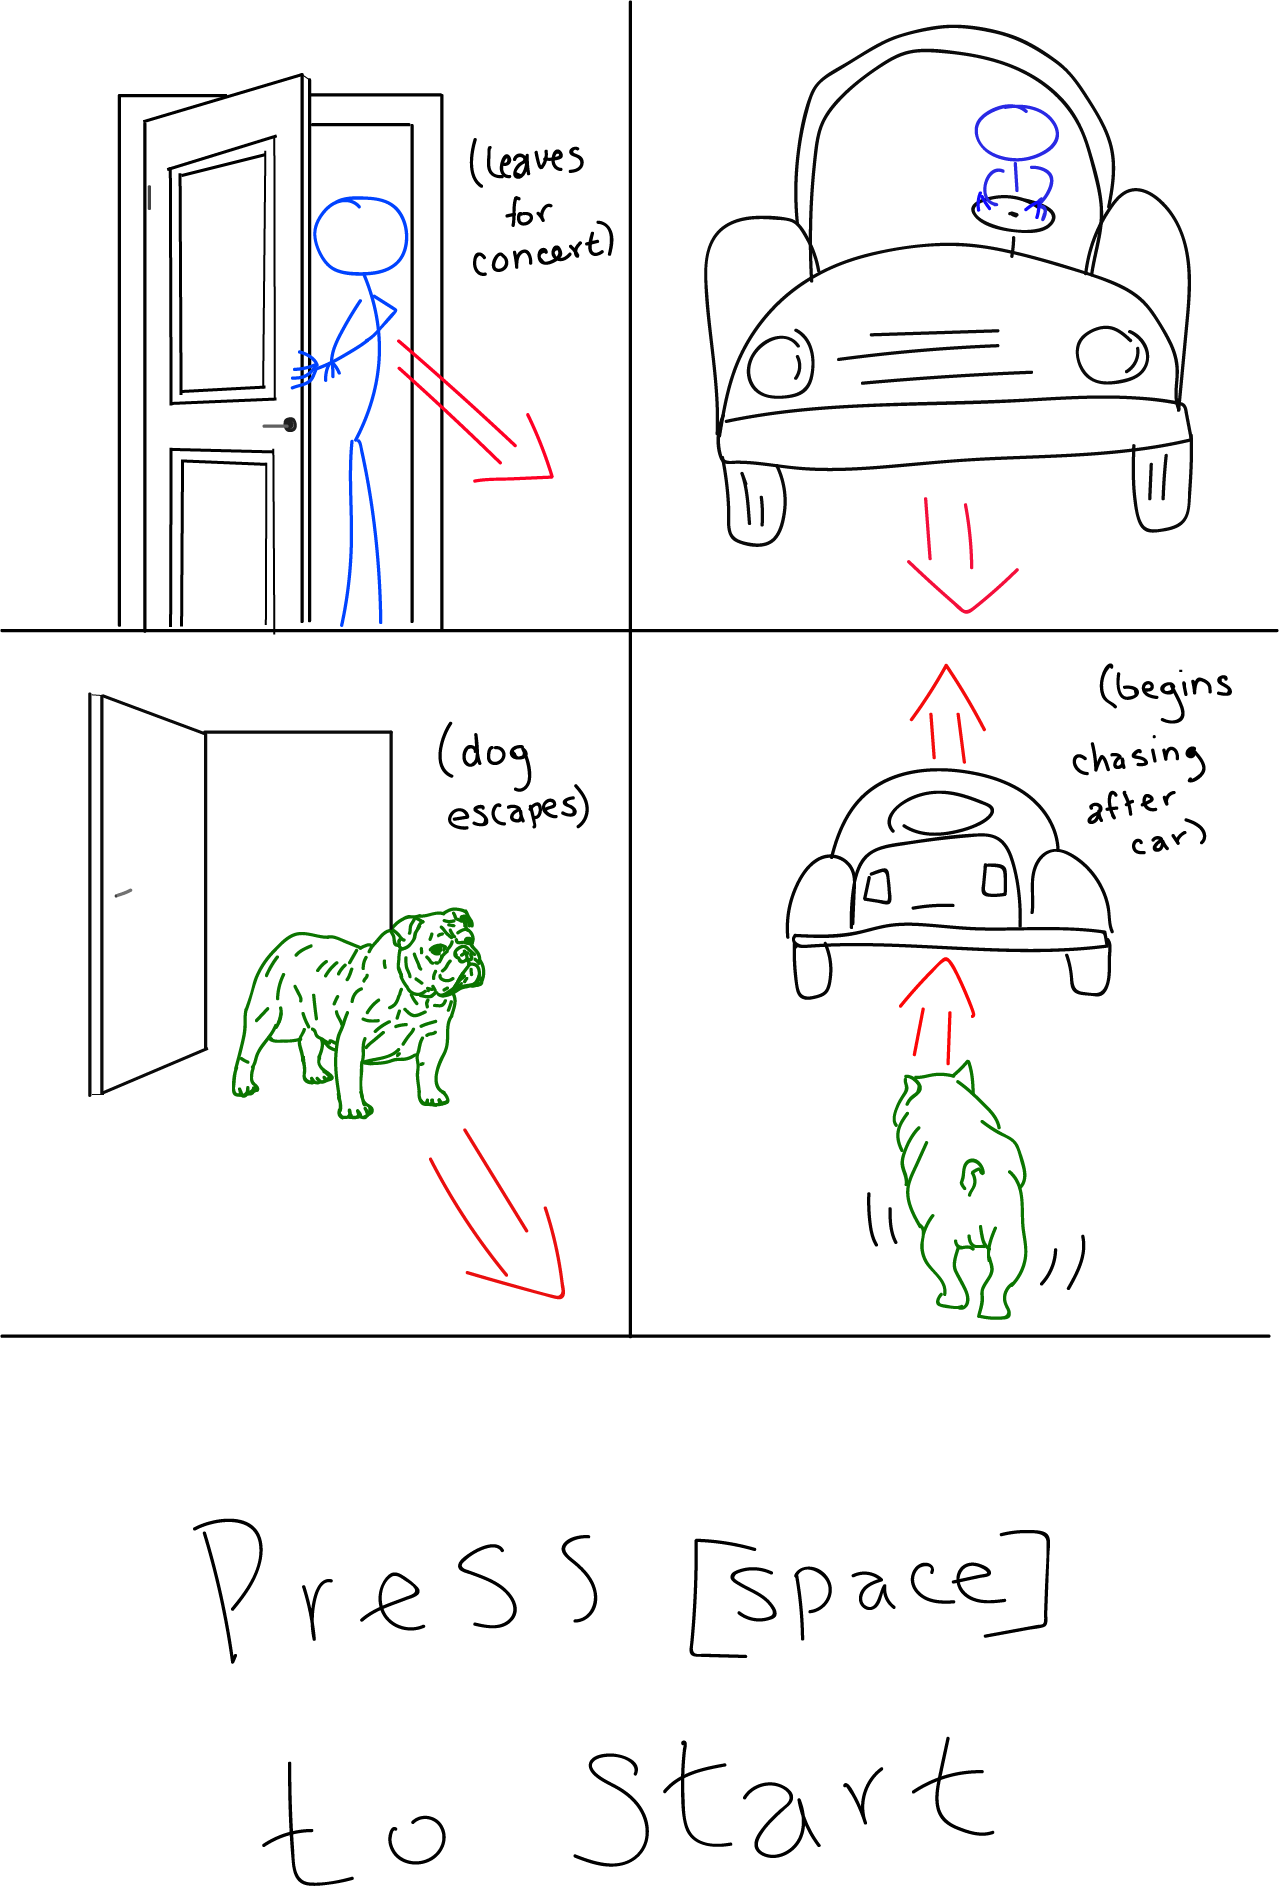 (leaves
for
concert)
(dog
escapes)
(begins
chasing
after
car)
Press [space]
to Start